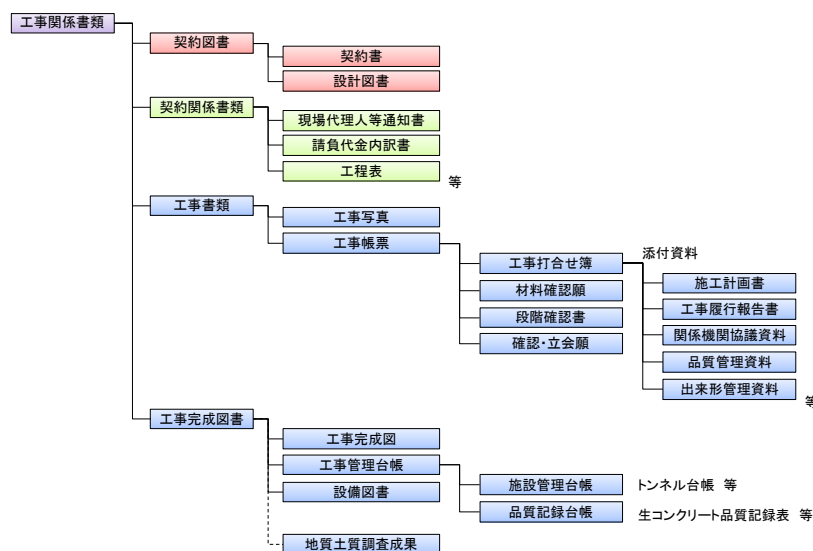 工事関係書類
契約図書
契約書
設計図書
契約関係書類
現場代理人等通知書
請負代金内訳書
工程表
等
工事書類
工事写真
工事帳票
工事打合せ簿
添付資料
施工計画書
工事履行報告書
関係機関協議資料
品質管理資料
出来形管理資料
等
材料確認願
段階確認書
確認・立会願
工事完成図書
工事完成図
工事管理台帳
施設管理台帳
トンネル台帳 等
品質記録台帳
生コンクリート品質記録表 等
設備図書
地質土質調査成果